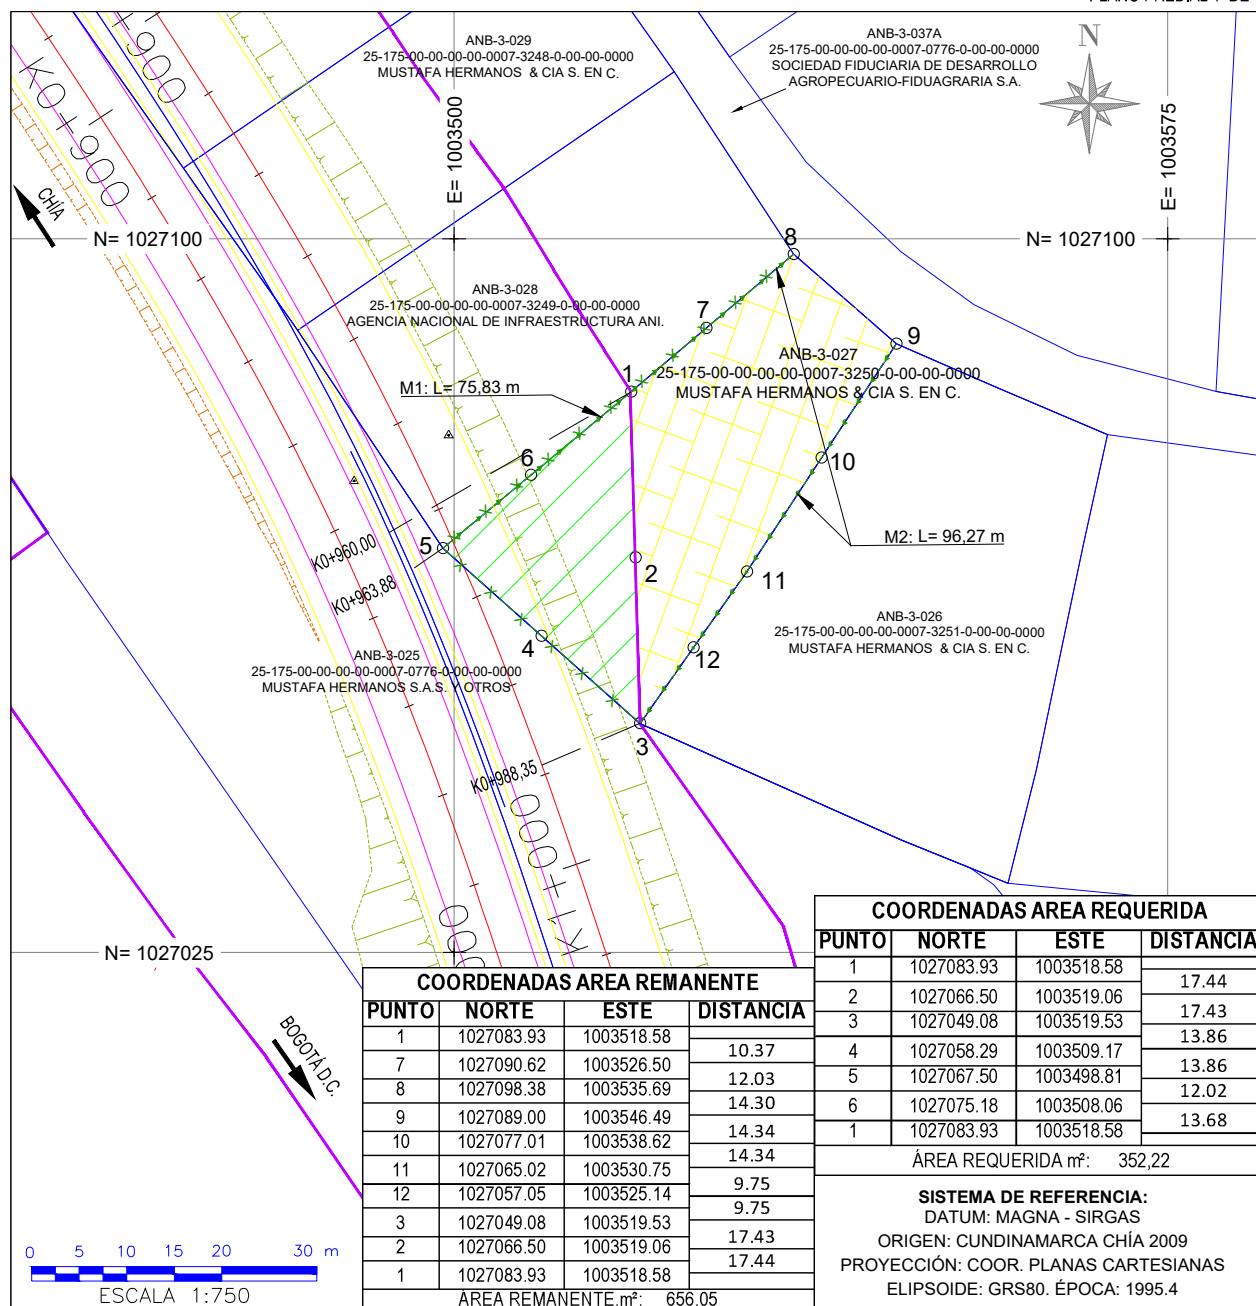 ANB-3-029
25-175-00-00-00-00-0007-3248-0-00-00-0000
MUSTAFA HERMANOS & CIA S. EN C.
ANB-3-037A
25-175-00-00-00-00-0007-0776-0-00-00-0000
SOCIEDAD FIDUCIARIA DE DESARROLLO
AGROPECUARIO-FIDUAGRARIA S.A.
N
K0+900
K0+900
E= 1003500
E= 1003575
CHÍA
N= 1027100
N= 1027100
8
ANB-3-028
25-175-00-00-00-00-0007-3249-0-00-00-0000
AGENCIA NACIONAL DE INFRAESTRUCTURA ANI.
7
9
ANB-3-027
25-175-00-00-00-00-0007-3250-0-00-00-0000
MUSTAFA HERMANOS & CIA S. EN C.
1
M1: L= 75,83 m
6
10
5
K0+960,00
M2: L= 96,27 m
2
11
K0+963,88
ANB-3-026
25-175-00-00-00-00-0007-3251-0-00-00-0000
MUSTAFA HERMANOS & CIA S. EN C.
4
12
ANB-3-025
25-175-00-00-00-00-0007-0776-0-00-00-0000
MUSTAFA HERMANOS S.A.S. Y OTROS
3
K0+988,35
K1+000
000
N= 1027025
BOGOTÁ D.C.
COORDENADAS AREA REQUERIDA
PUNTO NORTE ESTE DISTANCIA
1 1027083.93 1003518.58
17.44
2 1027066.50 1003519.06
17.43
3 1027049.08 1003519.53
13.86
4 1027058.29 1003509.17
13.86
5 1027067.50 1003498.81
12.02
6 1027075.18 1003508.06
13.68
1 1027083.93 1003518.58
ÁREA REQUERIDA m²: 352,22
COORDENADAS AREA REMANENTE
PUNTO NORTE ESTE DISTANCIA
1 1027083.93 1003518.58
10.37
7 1027090.62 1003526.50
12.03
8 1027098.38 1003535.69
14.30
9 1027089.00 1003546.49
14.34
10 1027077.01 1003538.62
14.34
11 1027065.02 1003530.75
9.75
12 1027057.05 1003525.14
9.75
3 1027049.08 1003519.53
17.43
2 1027066.50 1003519.06
17.44
1 1027083.93 1003518.58
ÁREA REMANENTE m²: 656.05
SISTEMA DE REFERENCIA:
DATUM: MAGNA - SIRGAS
ORIGEN: CUNDINAMARCA CHÍA 2009
PROYECCIÓN: COOR. PLANAS CARTESIANAS
ELIPSOIDE: GRS80. ÉPOCA: 1995.4
0 5 10 15 20 30 m
ESCALA 1:750